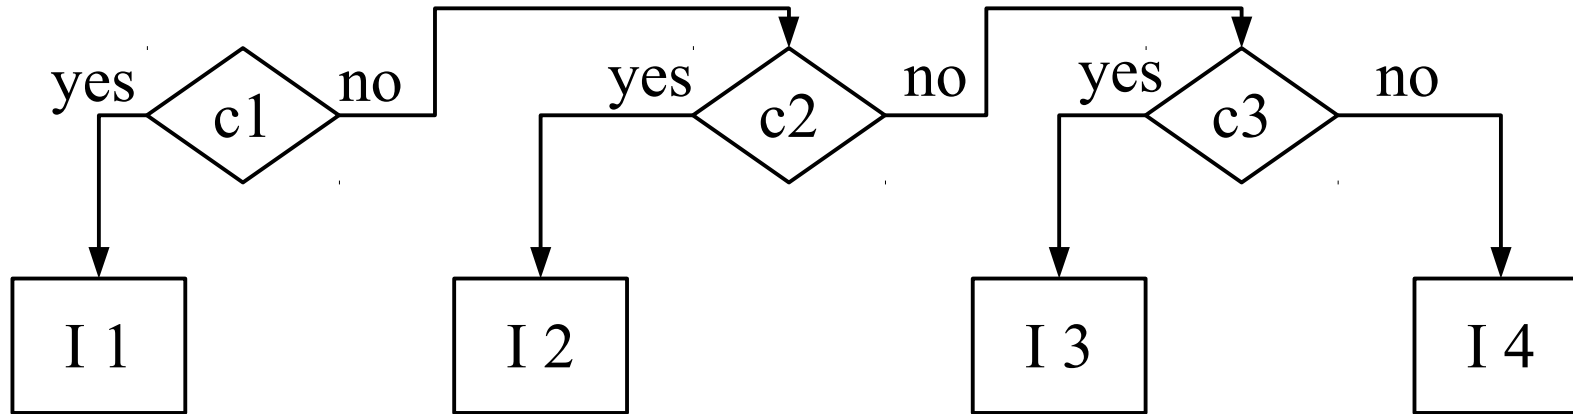 yes no yes no yes no
c1 c2 c3
I 1 I 2 I 3 I 4